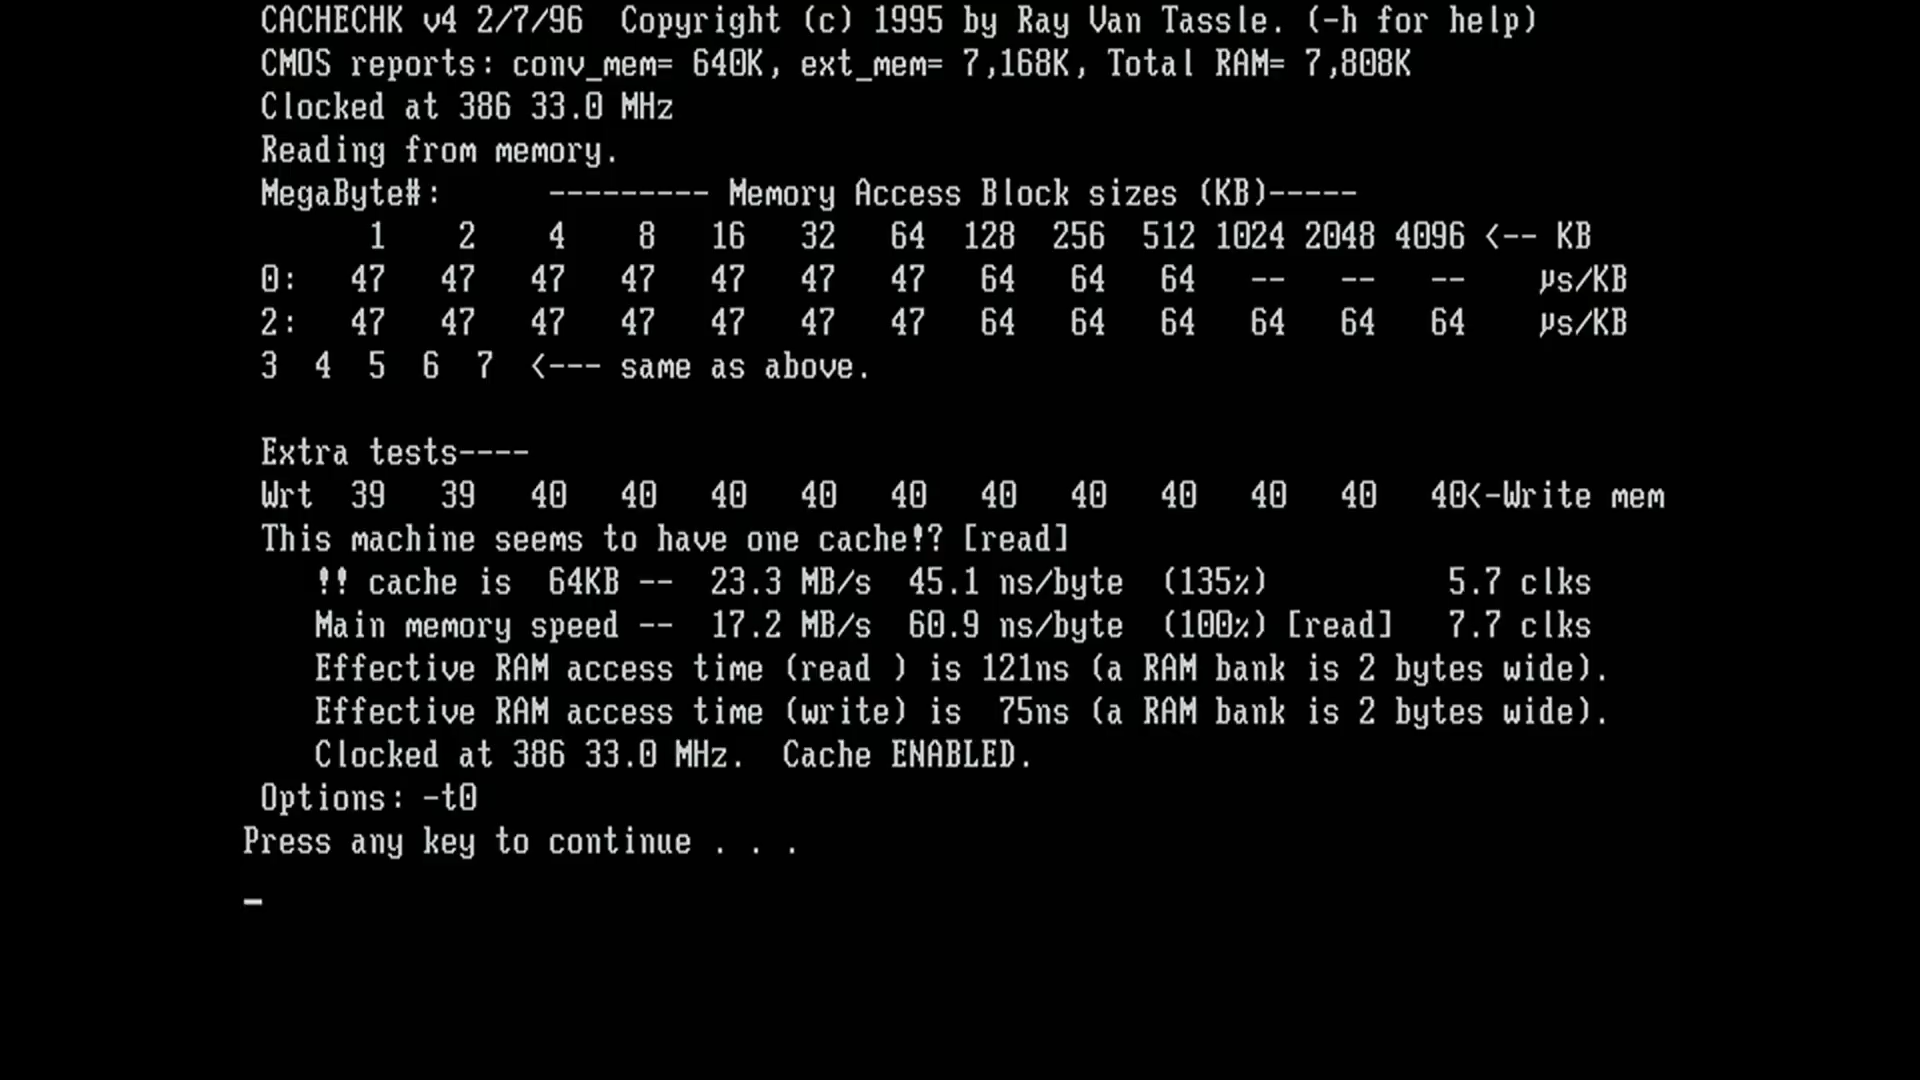 CACHECHK v4 2/7/96  Copyright (c) 1995 by Ray Van Tassle. (-h for help)
CMOS reports: conv_mem= 640K, ext_mem= 7,168K, Total RAM= 7,808K
Clocked at 386 33.0 MHz
Reading from memory.
MegaByte#:      --------- Memory Access Block sizes (KB)-----
      1    2    4    8   16   32   64  128  256  512 1024 2048 4096 <-- KB
0:   47   47   47   47   47   47   47   64   64   64   --   --   --    µs/KB
2:   47   47   47   47   47   47   47   64   64   64   64   64   64    µs/KB
3  4  5  6  7  <--- same as above.
Extra tests----
Wrt  39   39   40   40   40   40   40   40   40   40   40   40   40<-Write mem
This machine seems to have one cache!? [read]
   !! cache is  64KB --  23.3 MB/s  45.1 ns/byte  (135%)          5.7 clks
   Main memory speed --  17.2 MB/s  60.9 ns/byte  (100%) [read]   7.7 clks
   Effective RAM access time (read ) is 121ns (a RAM bank is 2 bytes wide).
   Effective RAM access time (write) is  75ns (a RAM bank is 2 bytes wide).
   Clocked at 386 33.0 MHz.  Cache ENABLED.
Options: -t0
Press any key to continue . . .